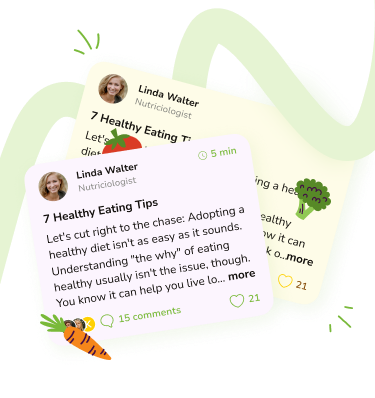 Linda Walter
Nutriciologist
7 Healthy Eating Ti
Let's
die
ing a he
ealthy
ow it can
k o...more
21
Linda Walter
Nutriciologist
5 min
7 Healthy Eating Tips
Let's cut right to the chase: Adopting a
healthy diet isn't as easy as it sounds.
Understanding "the why" of eating
healthy usually isn't the issue, though.
You know it can help you live lo... more
15 comments
21